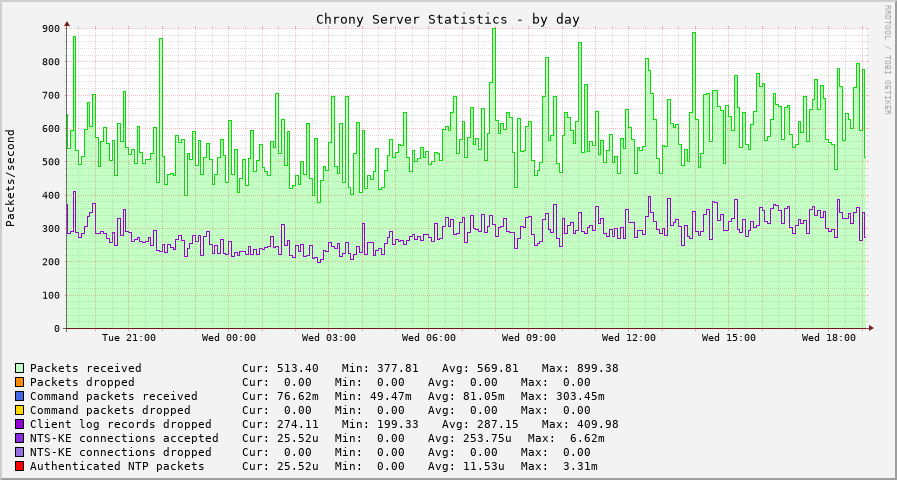 Chrony Server Statistics - by day
RRDTOOL / TOBI OETIKER
Packets/second
900
800
700
600
500
400
300
200
100
0
Tue 21:00 Wed 00:00 Wed 03:00 Wed 06:00 Wed 09:00 Wed 12:00 Wed 15:00 Wed 18:00
Packets received Cur: 513.40 Min: 377.81 Avg: 569.81 Max: 899.38
Packets dropped Cur: 0.00 Min: 0.00 Avg: 0.00 Max: 0.00
Command packets received Cur: 76.62m Min: 49.47m Avg: 81.05m Max: 303.45m
Command packets dropped Cur: 0.00 Min: 0.00 Avg: 0.00 Max: 0.00
Client log records dropped Cur: 274.11 Min: 199.33 Avg: 287.15 Max: 409.98
NTS-KE connections accepted Cur: 25.52u Min: 0.00 Avg: 253.75u Max: 6.62m
NTS-KE connections dropped Cur: 0.00 Min: 0.00 Avg: 0.00 Max: 0.00
Authenticated NTP packets Cur: 25.52u Min: 0.00 Avg: 11.53u Max: 3.31m